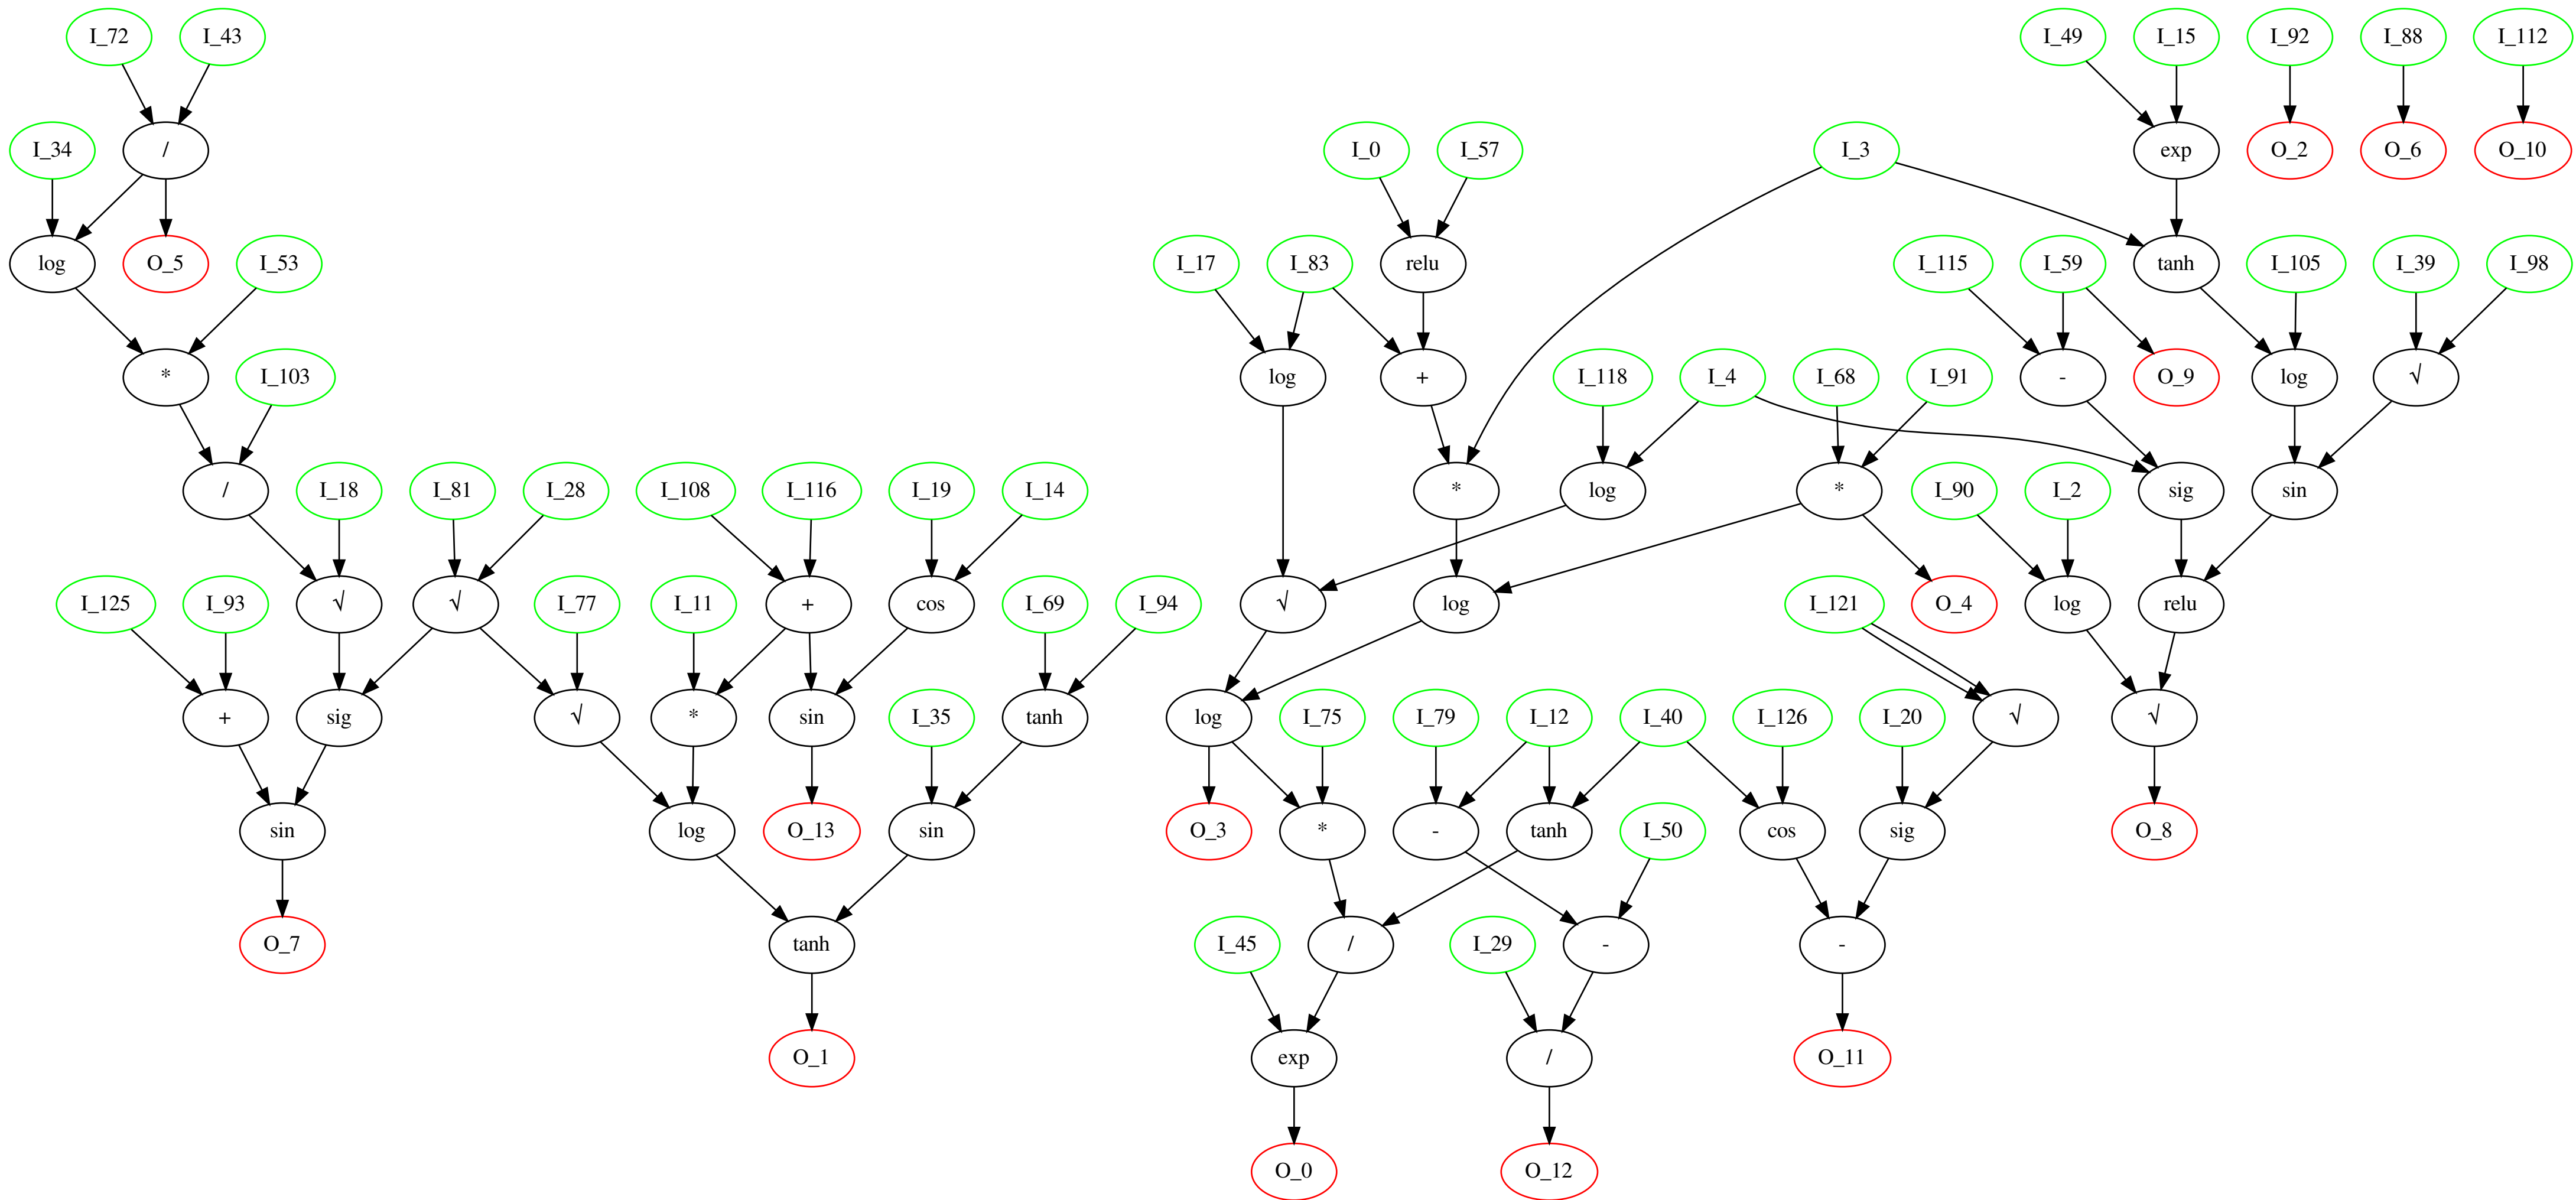 I_72 I_43 I_49 I_15 I_92 I_88 I_112
I_34 / I_0 I_57 I_3 exp O_2 O_6 O_10
log O_5 I_53 I_17 I_83 relu I_115 I_59 tanh I_105 I_39 I_98
* I_103 log + I_118 I_4 I_68 I_91 - O_9 log √
/ I_18 I_81 I_28 I_108 I_116 I_19 I_14 * log * I_90 I_2 sig sin
I_125 I_93 √ √ I_77 I_11 + cos I_69 I_94 √ log I_121 O_4 log relu
+ sig √ * sin I_35 tanh log I_75 I_79 I_12 I_40 I_126 I_20 √ √
sin log O_13 sin O_3 * - tanh I_50 cos sig O_8
O_7 tanh I_45 / I_29 - -
O_1 exp / O_11
O_0 O_12